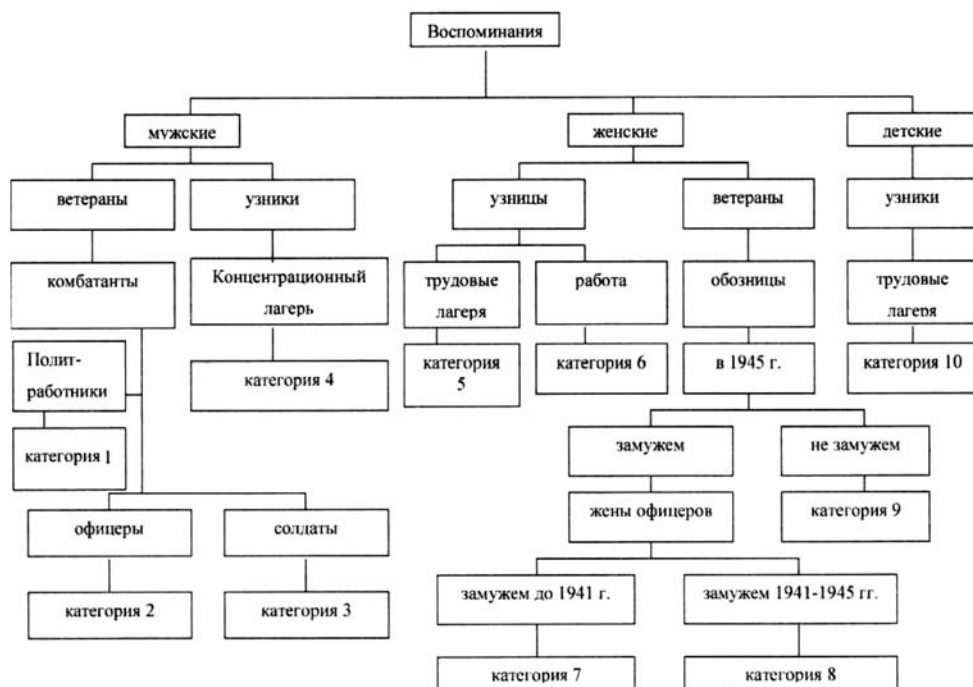 Воспоминания
мужские
женские
детские
ветераны
узники
узницы
ветераны
узники
комбатанты
Концентрационный
лагерь
трудовые
лагеря
работа
обозницы
трудовые
лагеря
Полит-
работники
категория 4
категория
5
категория 6
в 1945 г.
категория 10
категория 1
замужем
не замужем
офицеры
солдаты
жены офицеров
категория 9
категория 2
категория 3
замужем до 1941 г.
замужем 1941-1945 гг.
категория 7
категория 8